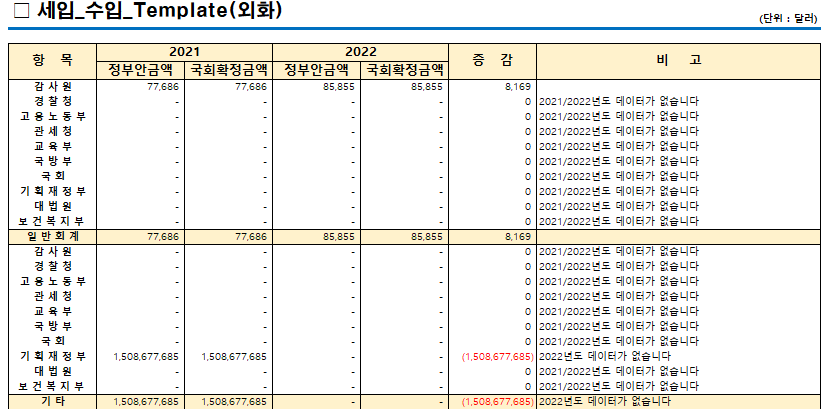 □ 세입_수입_Template(외화)
(단위 : 달러)
항 목 2021 2022 증 감 비 고
정부안금액 국회확정금액 정부안금액 국회확정금액
감 사 원 77,686 77,686 85,855 85,855 8,169
경 찰 청 - - - - 0 2021/2022년도 데이터가 없습니다
고 용 노 동 부 - - - - 0 2021/2022년도 데이터가 없습니다
관 세 청 - - - - 0 2021/2022년도 데이터가 없습니다
교 육 부 - - - - 0 2021/2022년도 데이터가 없습니다
국 방 부 - - - - 0 2021/2022년도 데이터가 없습니다
국 회 - - - - 0 2021/2022년도 데이터가 없습니다
기 획 재 정 부 - - - - 0 2021/2022년도 데이터가 없습니다
대 법 원 - - - - 0 2021/2022년도 데이터가 없습니다
보 건 복 지 부 - - - - 0 2021/2022년도 데이터가 없습니다
일 반 회 계 77,686 77,686 85,855 85,855 8,169
감 사 원 - - - - 0 2021/2022년도 데이터가 없습니다
경 찰 청 - - - - 0 2021/2022년도 데이터가 없습니다
고 용 노 동 부 - - - - 0 2021/2022년도 데이터가 없습니다
관 세 청 - - - - 0 2021/2022년도 데이터가 없습니다
교 육 부 - - - - 0 2021/2022년도 데이터가 없습니다
국 방 부 - - - - 0 2021/2022년도 데이터가 없습니다
국 회 - - - - 0 2021/2022년도 데이터가 없습니다
기 획 재 정 부 1,508,677,685 1,508,677,685 - - (1,508,677,685) 2022년도 데이터가 없습니다
대 법 원 - - - - 0 2021/2022년도 데이터가 없습니다
보 건 복 지 부 - - - - 0 2021/2022년도 데이터가 없습니다
기 타 1,508,677,685 1,508,677,685 - - (1,508,677,685) 2022년도 데이터가 없습니다